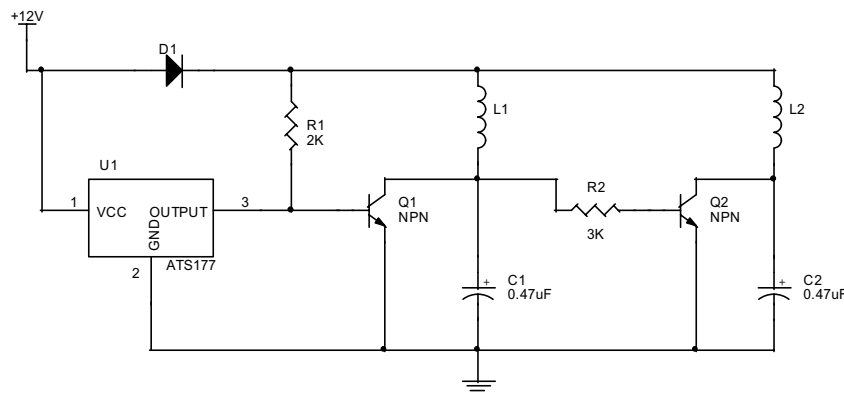 +12V
D1
R1
2K
L1
L2
U1
1
VCC
OUTPUT
3
GND
2
ATS177
Q1
NPN
R2
3K
Q2
NPN
+
C1
0.47uF
+
C2
0.47uF